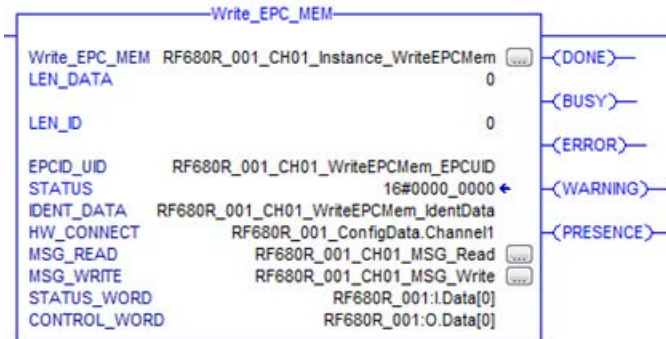 Write_EPC_MEM
Write_EPC_MEM RF680R_001_CH01_Instance_WriteEPCMem ...
(DONE)
LEN_DATA 0
(BUSY)
LEN_ID 0
(ERROR)
EPCID_UID RF680R_001_CH01_WriteEPCMem_EPCUID
STATUS 16#0000_0000
(WARNING)
IDENT_DATA RF680R_001_CH01_WriteEPCMem_IdentData
HW_CONNECT RF680R_001_ConfigData.Channel1
(PRESENCE)
MSG_READ RF680R_001_CH01_MSG_Read ...
MSG_WRITE RF680R_001_CH01_MSG_Write ...
STATUS_WORD RF680R_001:I.Data[0]
CONTROL_WORD RF680R_001:O.Data[0]